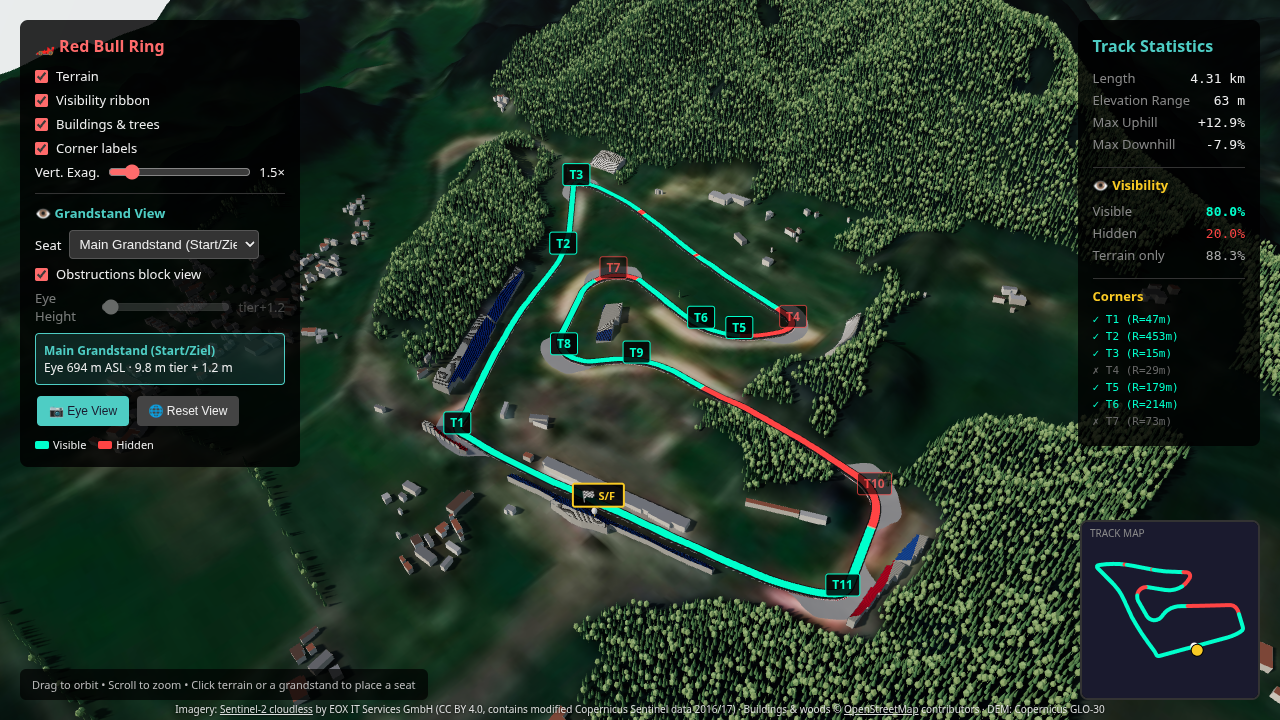 Red Bull Ring
Terrain
Visibility ribbon
Buildings & trees
Corner labels
Vert. Exag. 1.5×
Grandstand View
Seat Main Grandstand (Start/Zie
Obstructions block view
Eye Height tier+1.2
Main Grandstand (Start/Ziel)
Eye 694 m ASL · 9.8 m tier + 1.2 m
Eye View Reset View
Visible Hidden
T3
T2
T7
T6
T5
T4
T8
T9
T1
S/F
T10
T11
Track Statistics
Length 4.31 km
Elevation Range 63 m
Max Uphill +12.9%
Max Downhill -7.9%
Visibility
Visible 80.0%
Hidden 20.0%
Terrain only 88.3%
Corners
✓ T1 (R=47m)
✓ T2 (R=453m)
✓ T3 (R=15m)
✗ T4 (R=29m)
✓ T5 (R=179m)
✓ T6 (R=214m)
✗ T7 (R=73m)
TRACK MAP
Drag to orbit • Scroll to zoom • Click terrain or a grandstand to place a seat
Imagery: Sentinel-2 cloudless by EOX IT Services GmbH (CC BY 4.0, contains modified Copernicus Sentinel data 2016/17) · Buildings & woods © OpenStreetMap contributors · DEM: Copernicus GLO-30